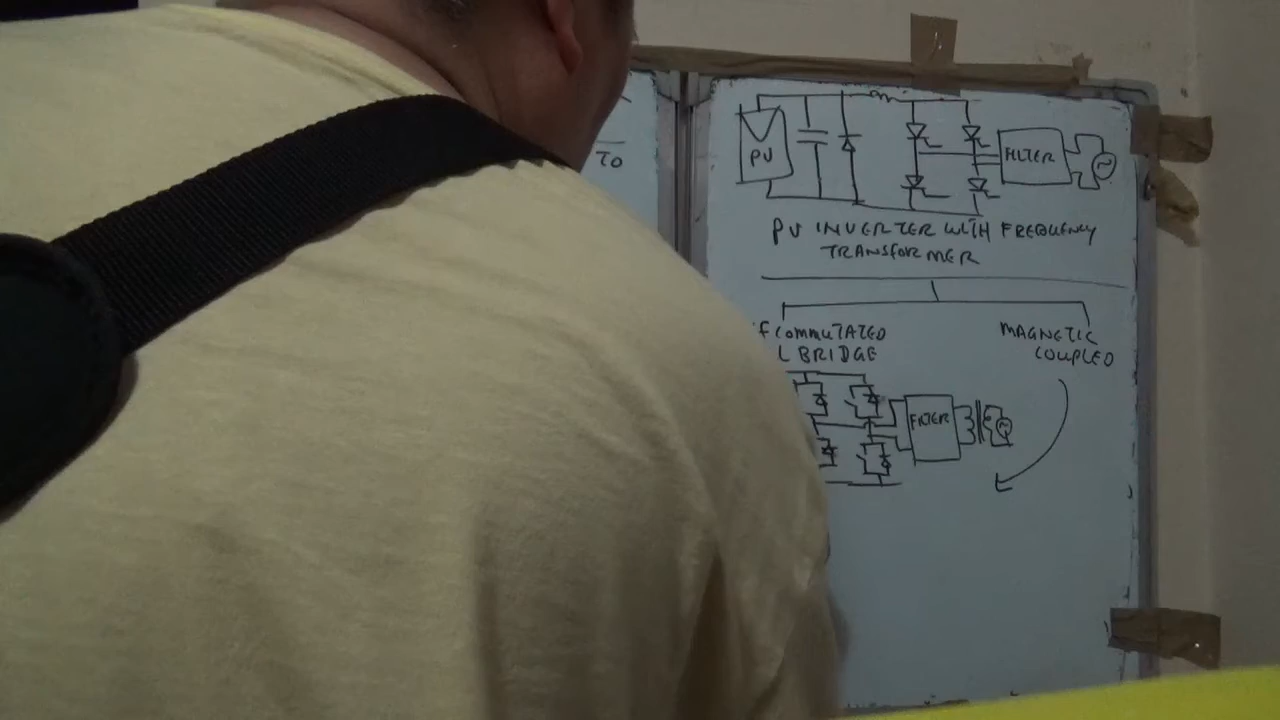 TO
PV
FILTER
PV INVERTER WITH FREQUENCY
TRANSFORMER
F COMMUTATED
L BRIDGE
MAGNETIC
COUPLED
FILTER